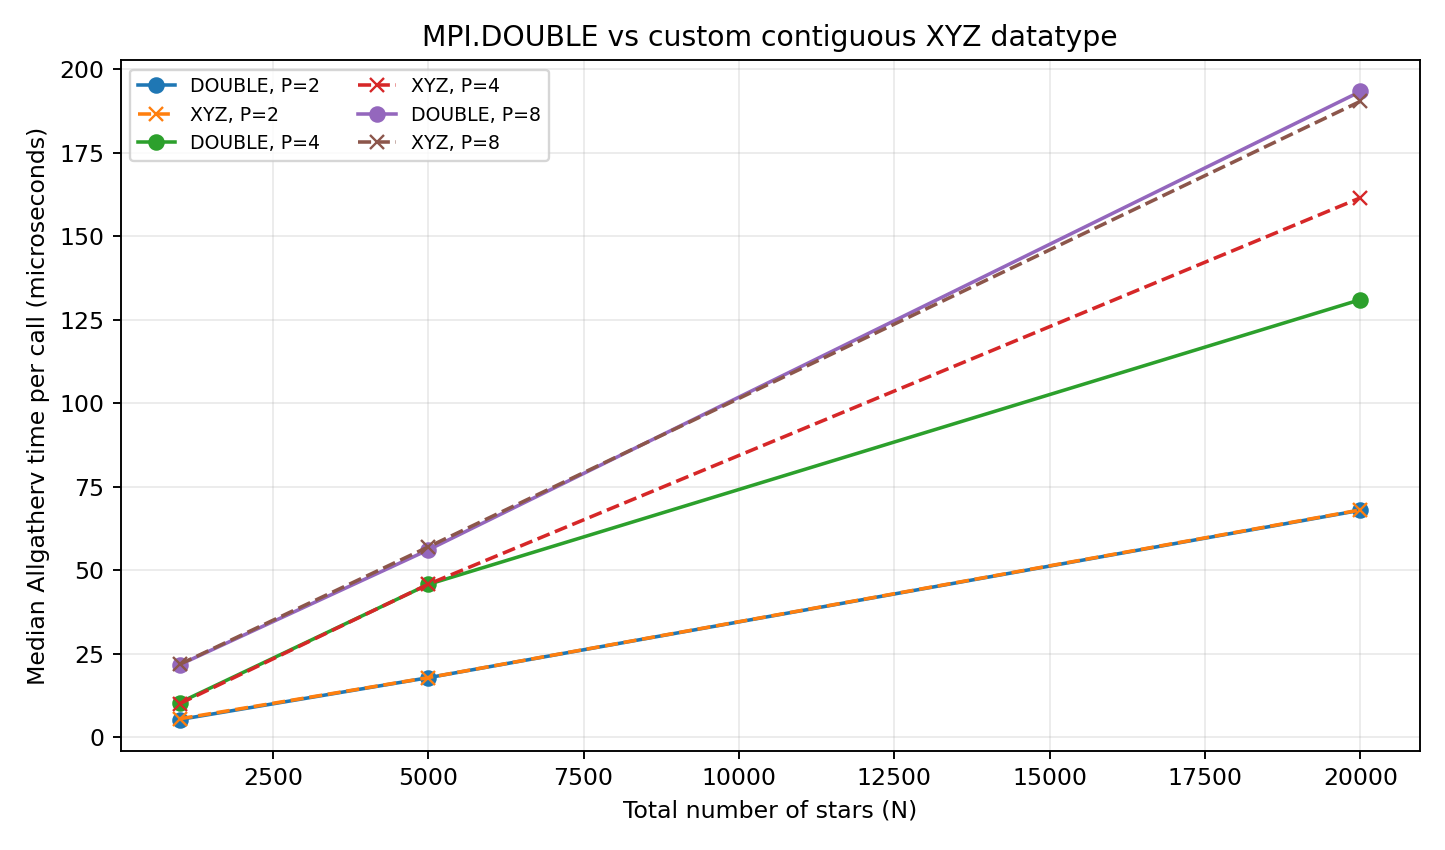 MPI.DOUBLE vs custom contiguous XYZ datatype
DOUBLE, P=2
XYZ, P=2
DOUBLE, P=4
XYZ, P=4
DOUBLE, P=8
XYZ, P=8
Median Allgatherv time per call (microseconds)
200
175
150
125
100
75
50
25
0
2500 5000 7500 10000 12500 15000 17500 20000
Total number of stars (N)